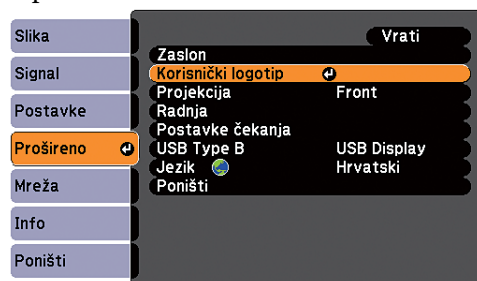 Slika
Signal
Postavke
Prošireno
Mreža
Info
Poništi
Vrati
Zaslon
Korisnički logotip
Projekcija Front
Radnja
Postavke čekanja
USB Type B USB Display
Jezik Hrvatski
Poništi